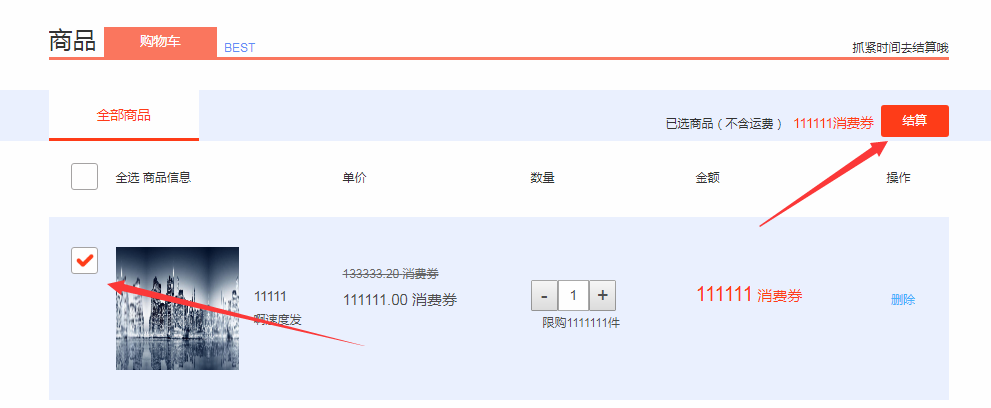 商品 购物车 BEST 抓紧时间去结算哦
全部商品 已选商品（不含运费） 111111消费券 结算
全选 商品信息 单价 数量 金额 操作
133333.20 消费券
11111 111111.00 消费券 - 1 + 111111 消费券 删除
啊速度发 限购1111111件